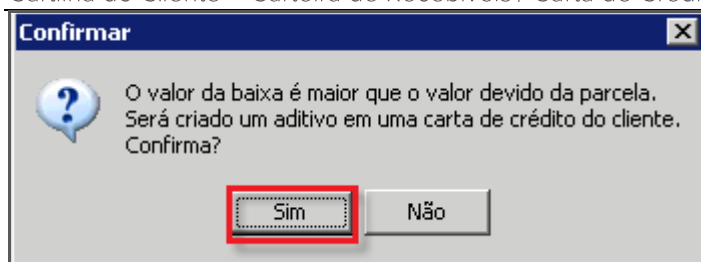 Confirmar
O valor da baixa é maior que o valor devido da parcela.
Será criado um aditivo em uma carta de crédito do cliente.
Confirma?
Sim Não